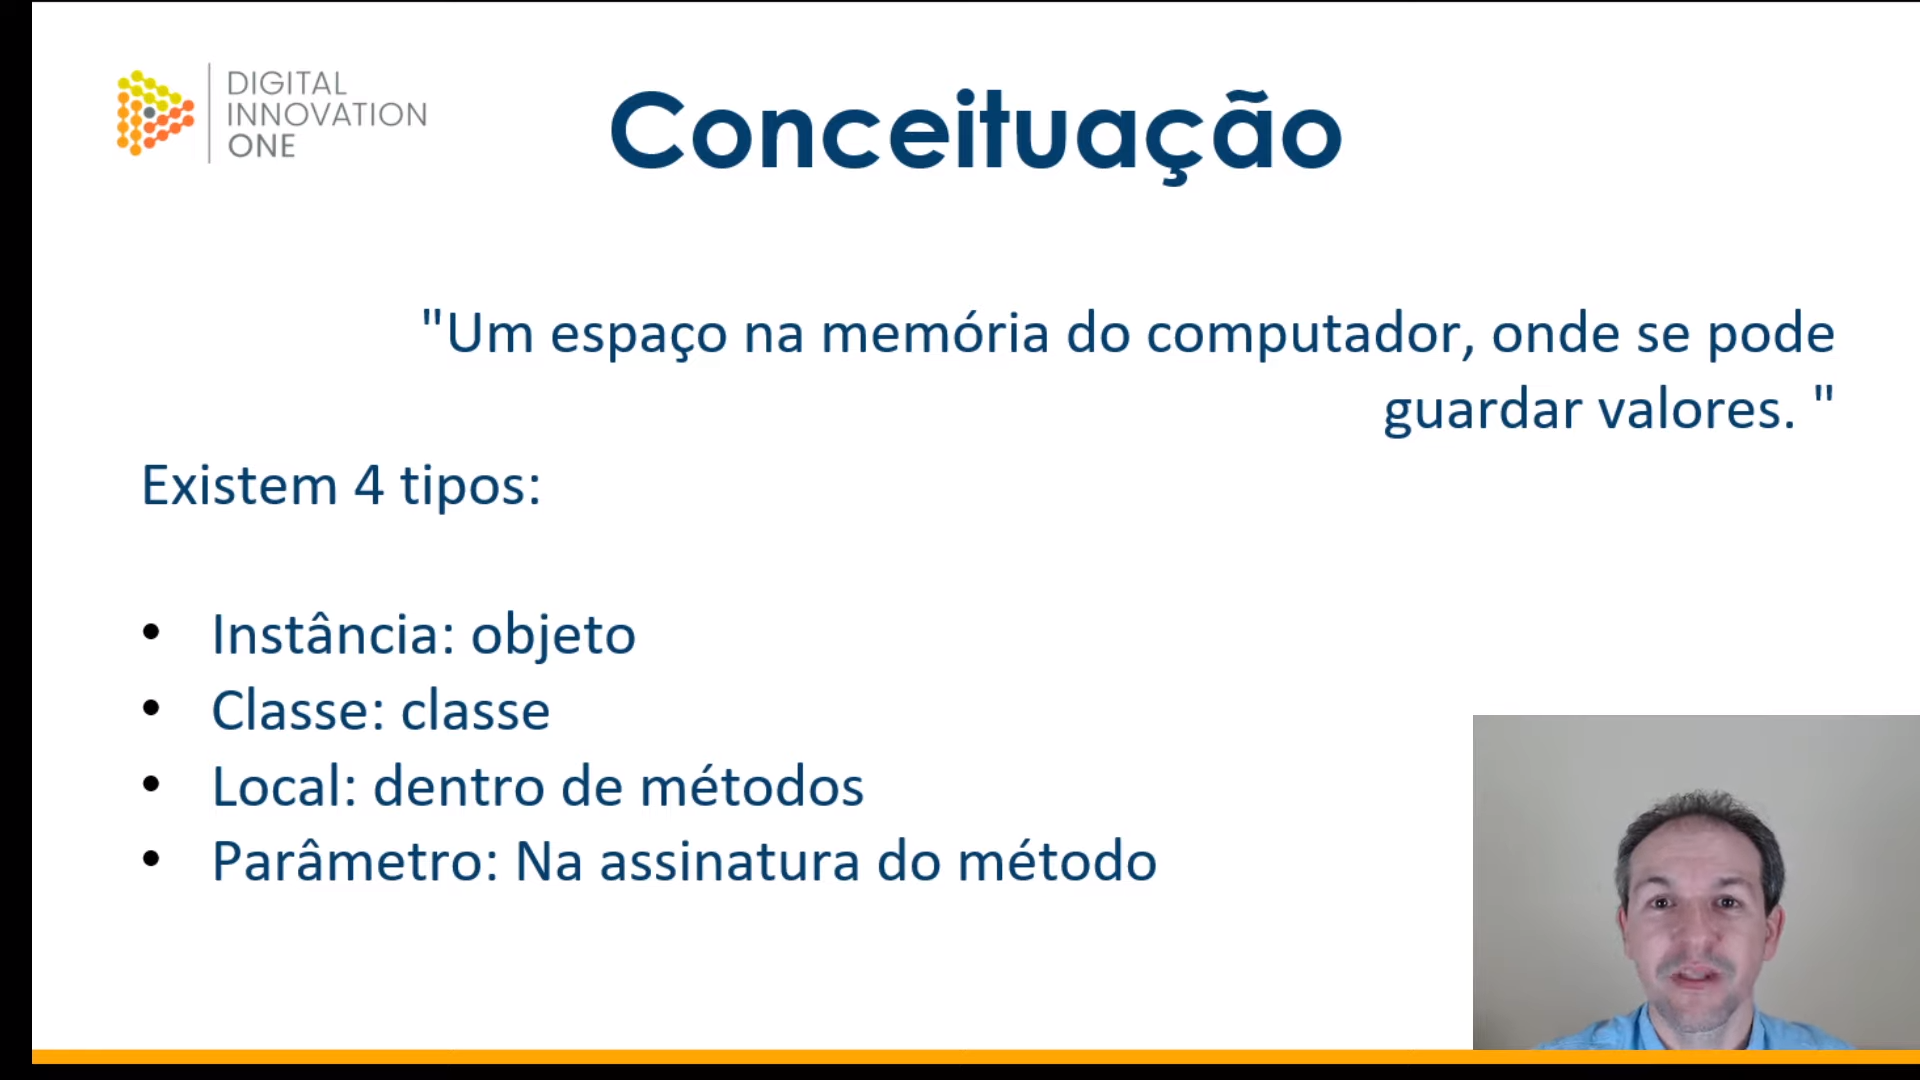 DIGITAL
INNOVATION
ONE
Conceituação
"Um espaço na memória do computador, onde se pode
guardar valores. "
Existem 4 tipos:
• Instância: objeto
• Classe: classe
• Local: dentro de métodos
• Parâmetro: Na assinatura do método